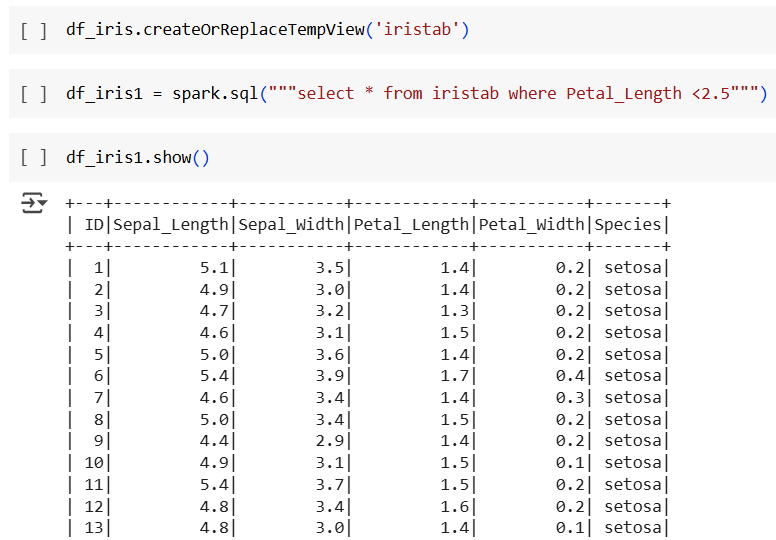 [ ] df_iris.createOrReplaceTempView('iristab')
[ ] df_iris1 = spark.sql("""select * from iristab where Petal_Length <2.5""")
[ ] df_iris1.show()
+---+------------+-----------+------------+-----------+-------+
| ID|Sepal_Length|Sepal_Width|Petal_Length|Petal_Width|Species|
+---+------------+-----------+------------+-----------+-------+
|  1|         5.1|        3.5|         1.4|        0.2| setosa|
|  2|         4.9|        3.0|         1.4|        0.2| setosa|
|  3|         4.7|        3.2|         1.3|        0.2| setosa|
|  4|         4.6|        3.1|         1.5|        0.2| setosa|
|  5|         5.0|        3.6|         1.4|        0.2| setosa|
|  6|         5.4|        3.9|         1.7|        0.4| setosa|
|  7|         4.6|        3.4|         1.4|        0.3| setosa|
|  8|         5.0|        3.4|         1.5|        0.2| setosa|
|  9|         4.4|        2.9|         1.4|        0.2| setosa|
| 10|         4.9|        3.1|         1.5|        0.1| setosa|
| 11|         5.4|        3.7|         1.5|        0.2| setosa|
| 12|         4.8|        3.4|         1.6|        0.2| setosa|
| 13|         4.8|        3.0|         1.4|        0.1| setosa|